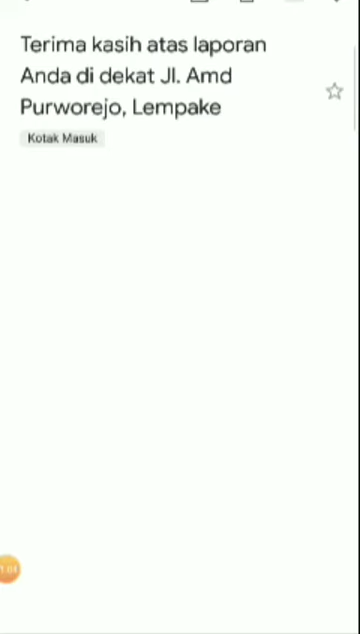 Terima kasih atas laporan
Anda di dekat Jl. Amd
Purworejo, Lempake
Kotak Masuk